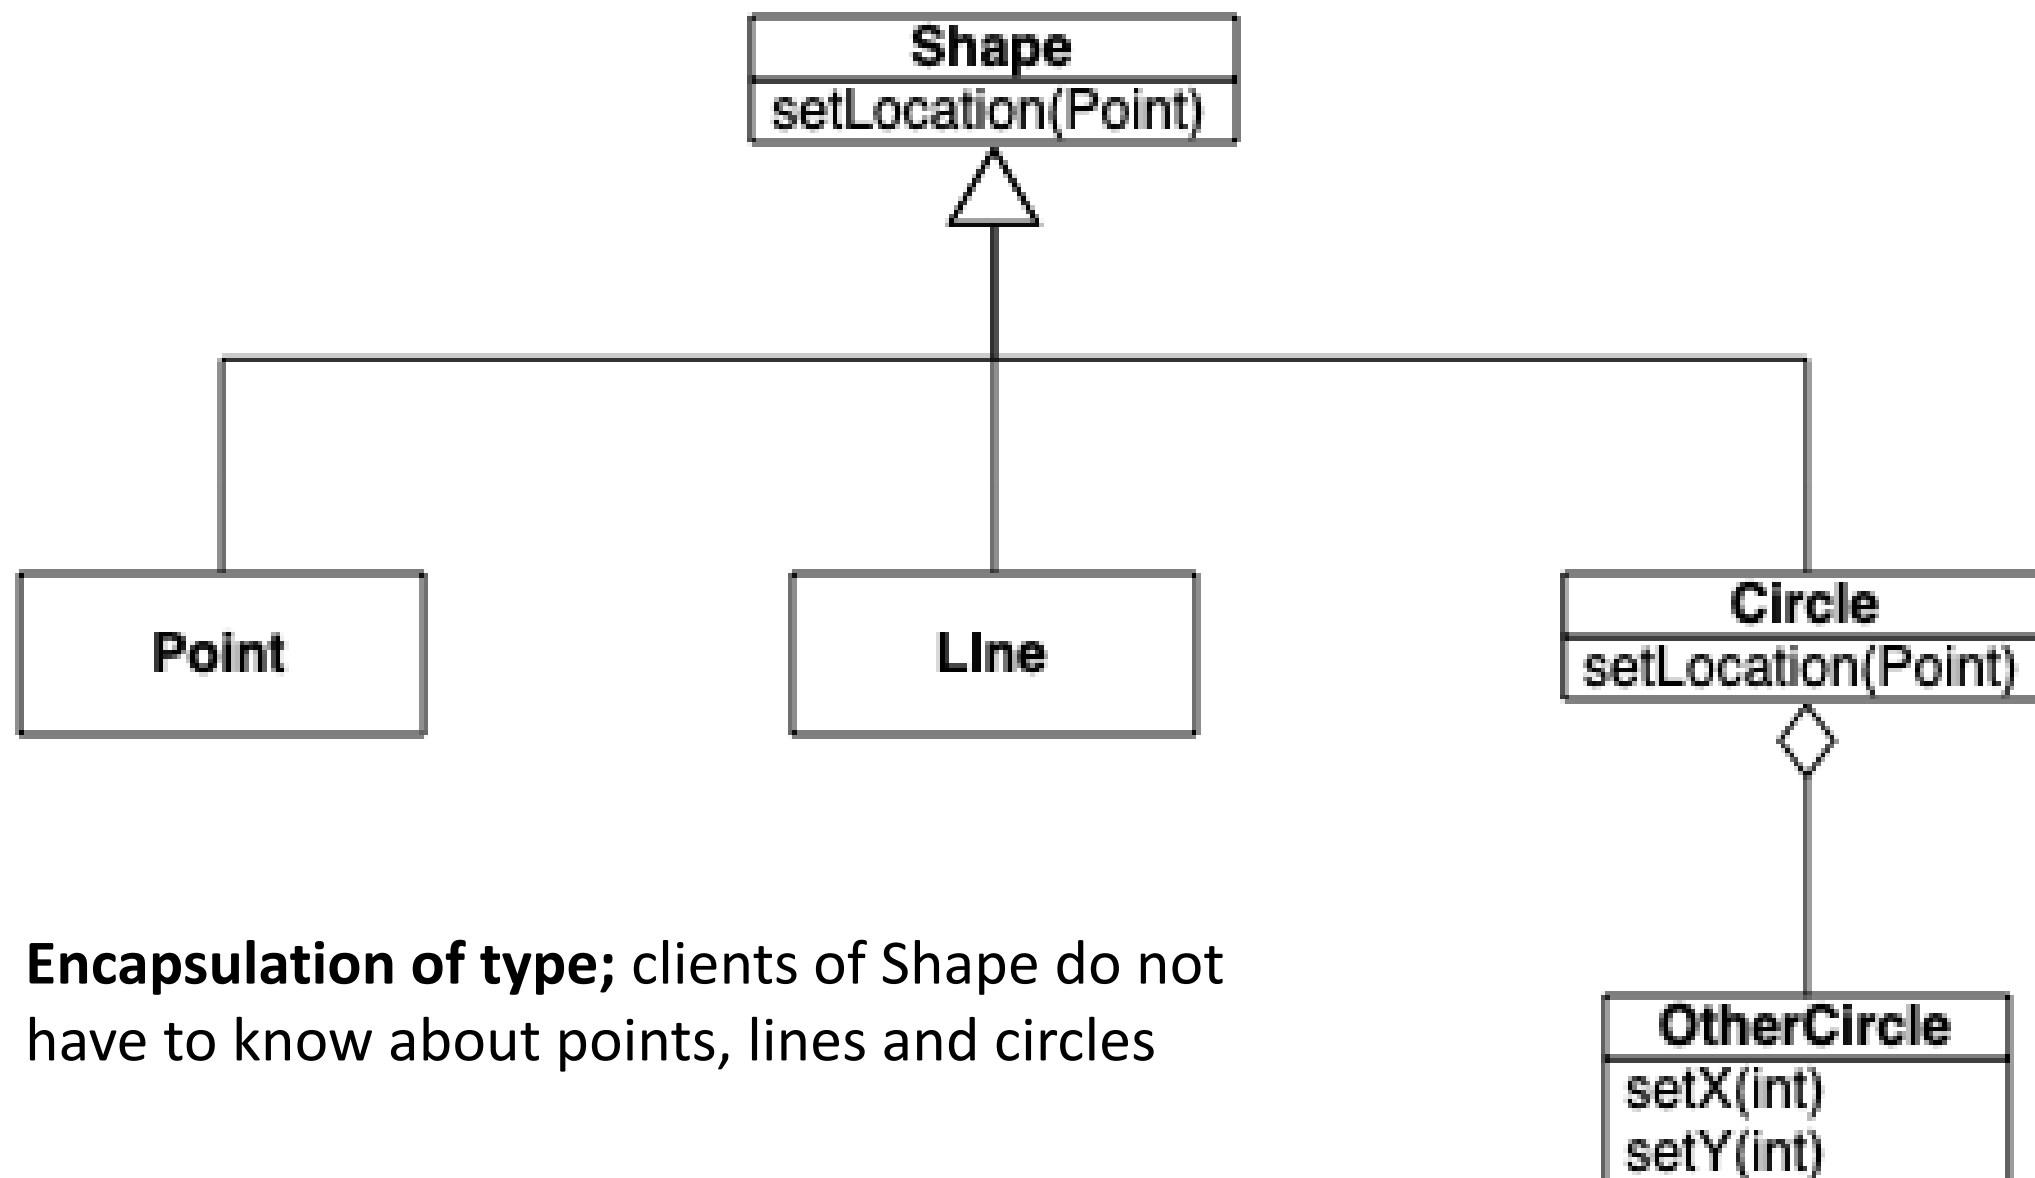 Shape
setLocation(Point)
Point
LIne
Circle
setLocation(Point)
Encapsulation of type; clients of Shape do not
have to know about points, lines and circles
OtherCircle
setX(int)
setY(int)